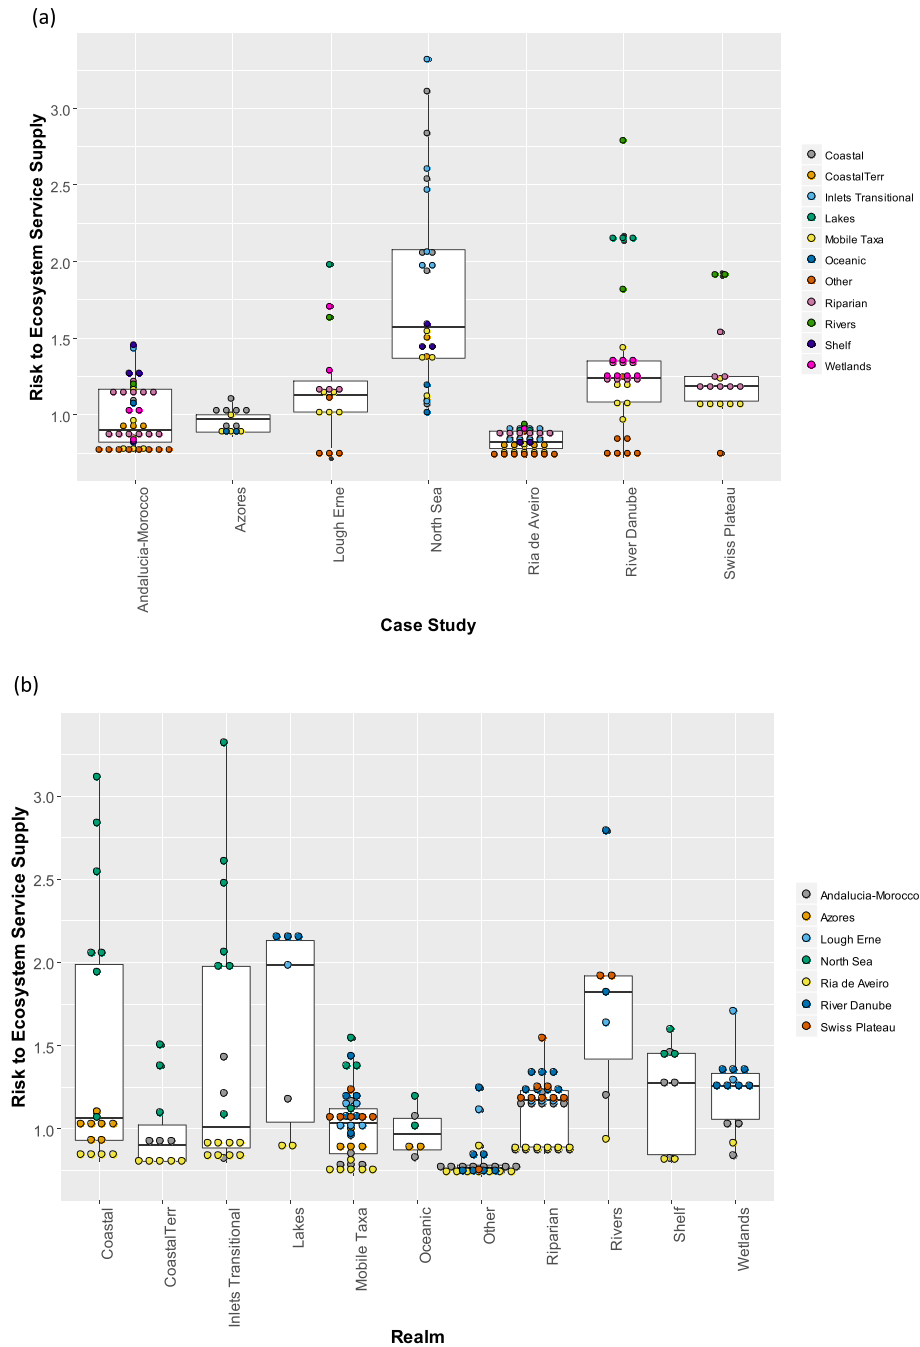 (a)
Risk to Ecosystem Service Supply
3.0
2.5
2.0
1.5
1.0
Andalucia-Morocco
Azores
Lough Erne
North Sea
Ria de Aveiro
River Danube
Swiss Plateau
Case Study
Coastal
CoastalTerr
Inlets Transitional
Lakes
Mobile Taxa
Oceanic
Other
Riparian
Rivers
Shelf
Wetlands
(b)
Risk to Ecosystem Service Supply
3.0
2.5
2.0
1.5
1.0
Coastal
CoastalTerr
Inlets Transitional
Lakes
Mobile Taxa
Oceanic
Other
Riparian
Rivers
Shelf
Wetlands
Realm
Andalucia-Morocco
Azores
Lough Erne
North Sea
Ria de Aveiro
River Danube
Swiss Plateau